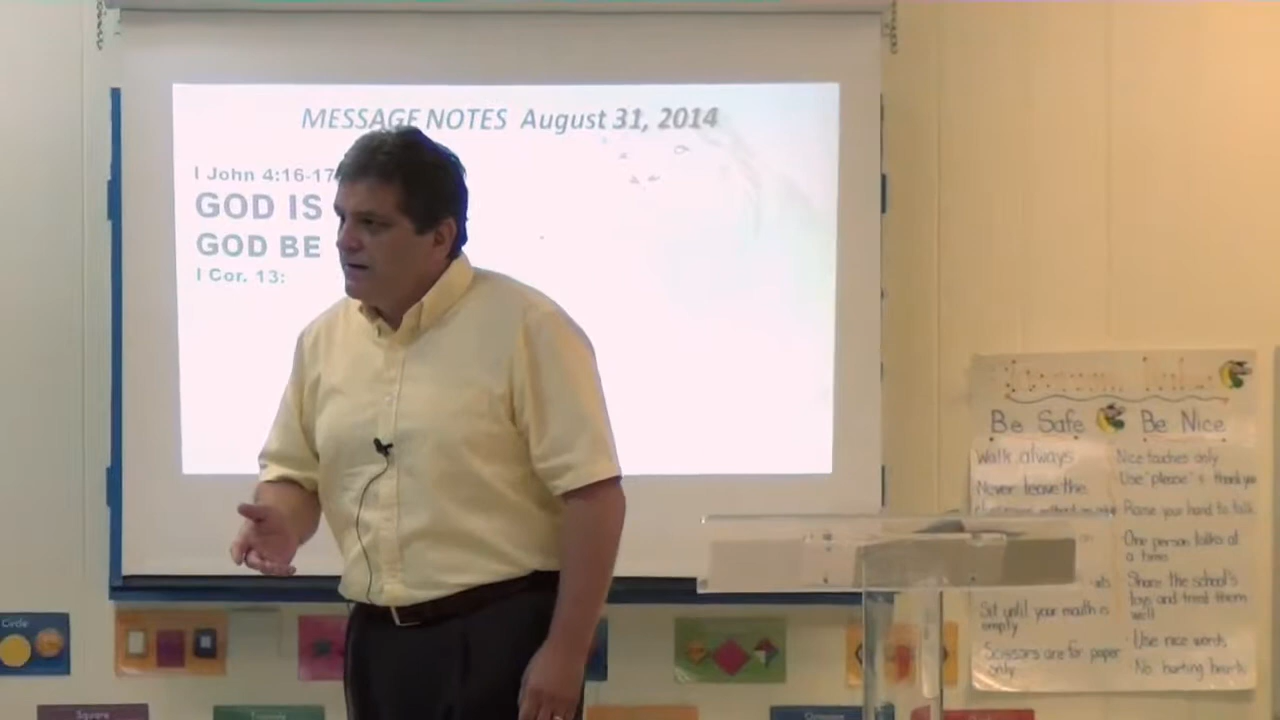 MESSAGE NOTES August 31, 2014
I John 4:16-17
GOD IS
GOD BE
I Cor. 13:
Be Safe Be Nice
Walk always
Never leave the
Sit until your mouth is
empty
Scissors are for paper
only
Nice touches only
Use "please" + thank you
Raise your hand to talk
One person talks at
a time
Share the school's
toys and treat them
well
Use nice words
No hurting hearts
Circle
Square